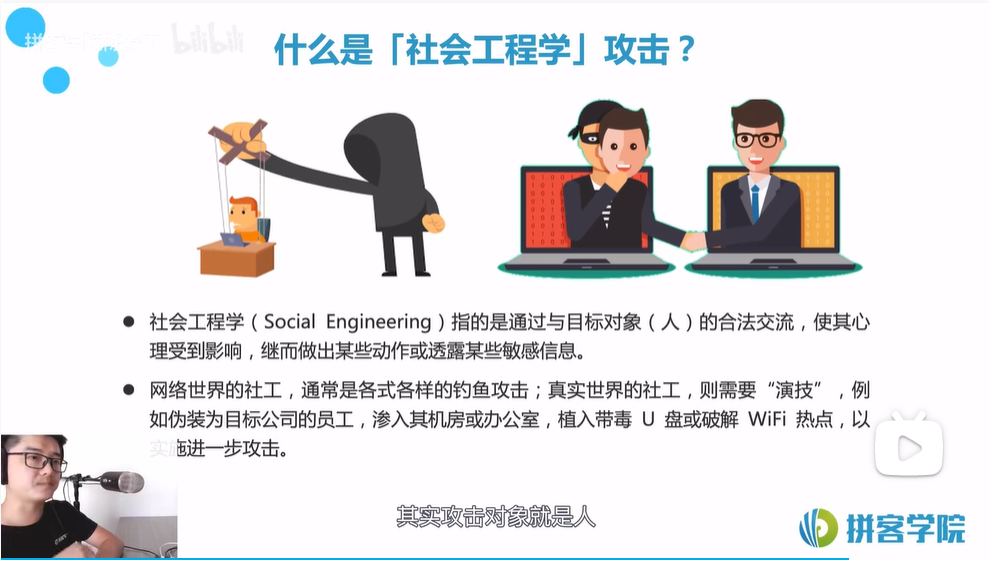 bilibili
什么是「社会工程学」攻击？
● 社会工程学（Social Engineering）指的是通过与目标对象（人）的合法交流，使其心
理受到影响，继而做出某些动作或透露某些敏感信息。
● 网络世界的社工，通常是各式各样的钓鱼攻击；真实世界的社工，则需要“演技”，例
如伪装为目标公司的员工，渗入其机房或办公室，植入带毒 U 盘或破解 WiFi 热点，以
实施进一步攻击。
其实攻击对象就是人
拼客学院